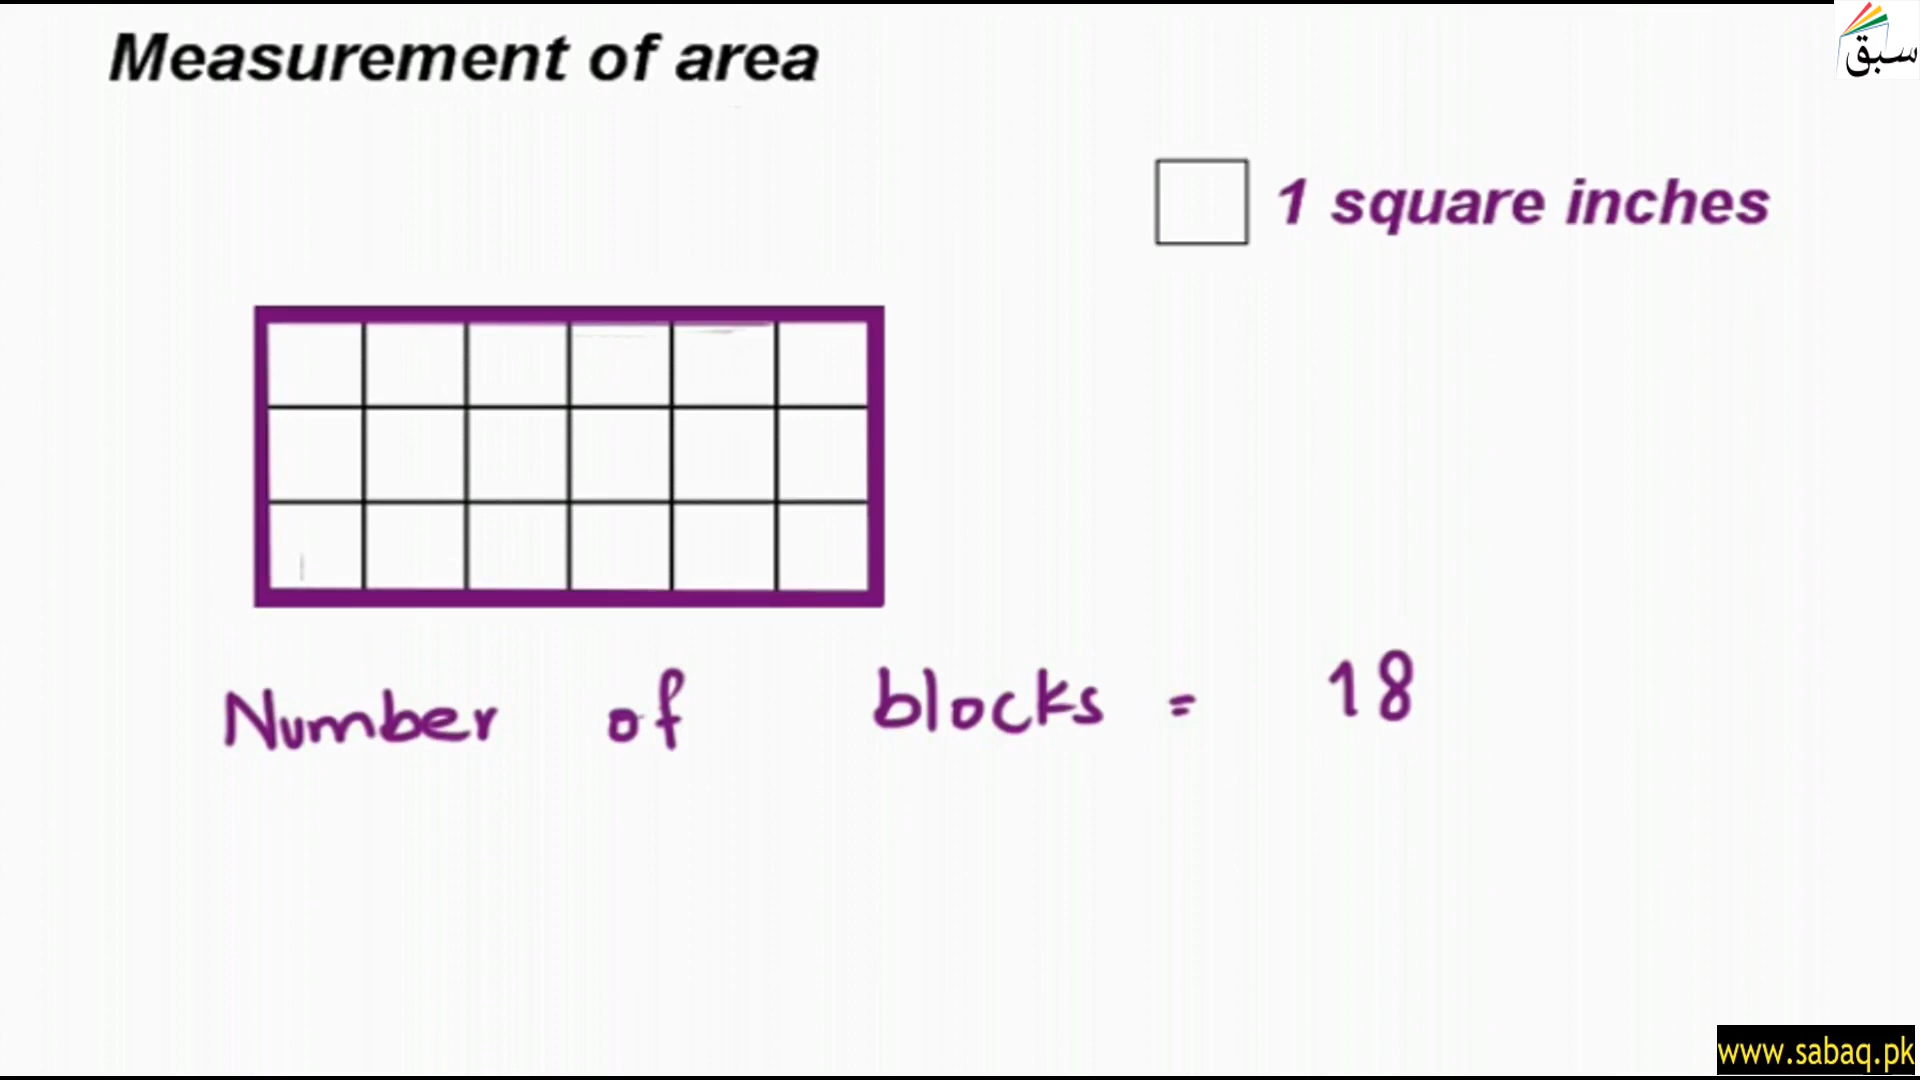 Measurement of area
سبق
1 square inches
Number of blocks = 18
www.sabaq.pk